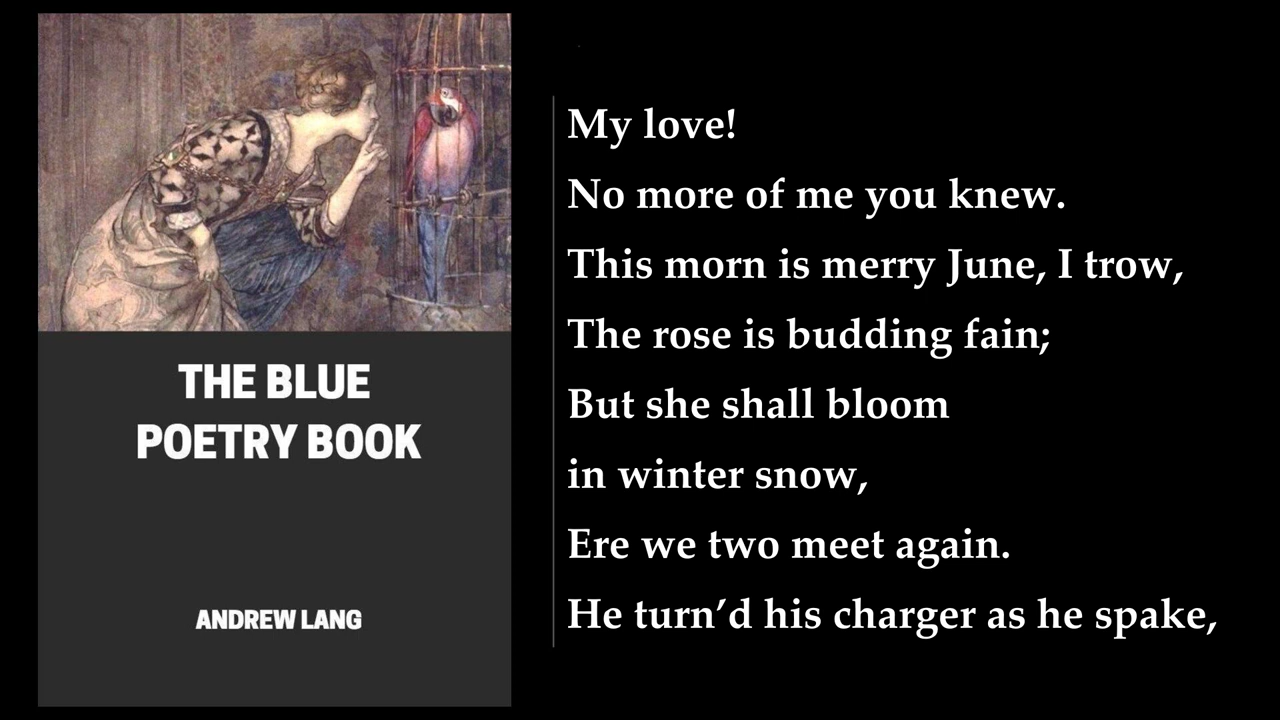 THE BLUE
POETRY BOOK
ANDREW LANG
My love!
No more of me you knew.
This morn is merry June, I trow,
The rose is budding fain;
But she shall bloom
in winter snow,
Ere we two meet again.
He turn’d his charger as he spake,